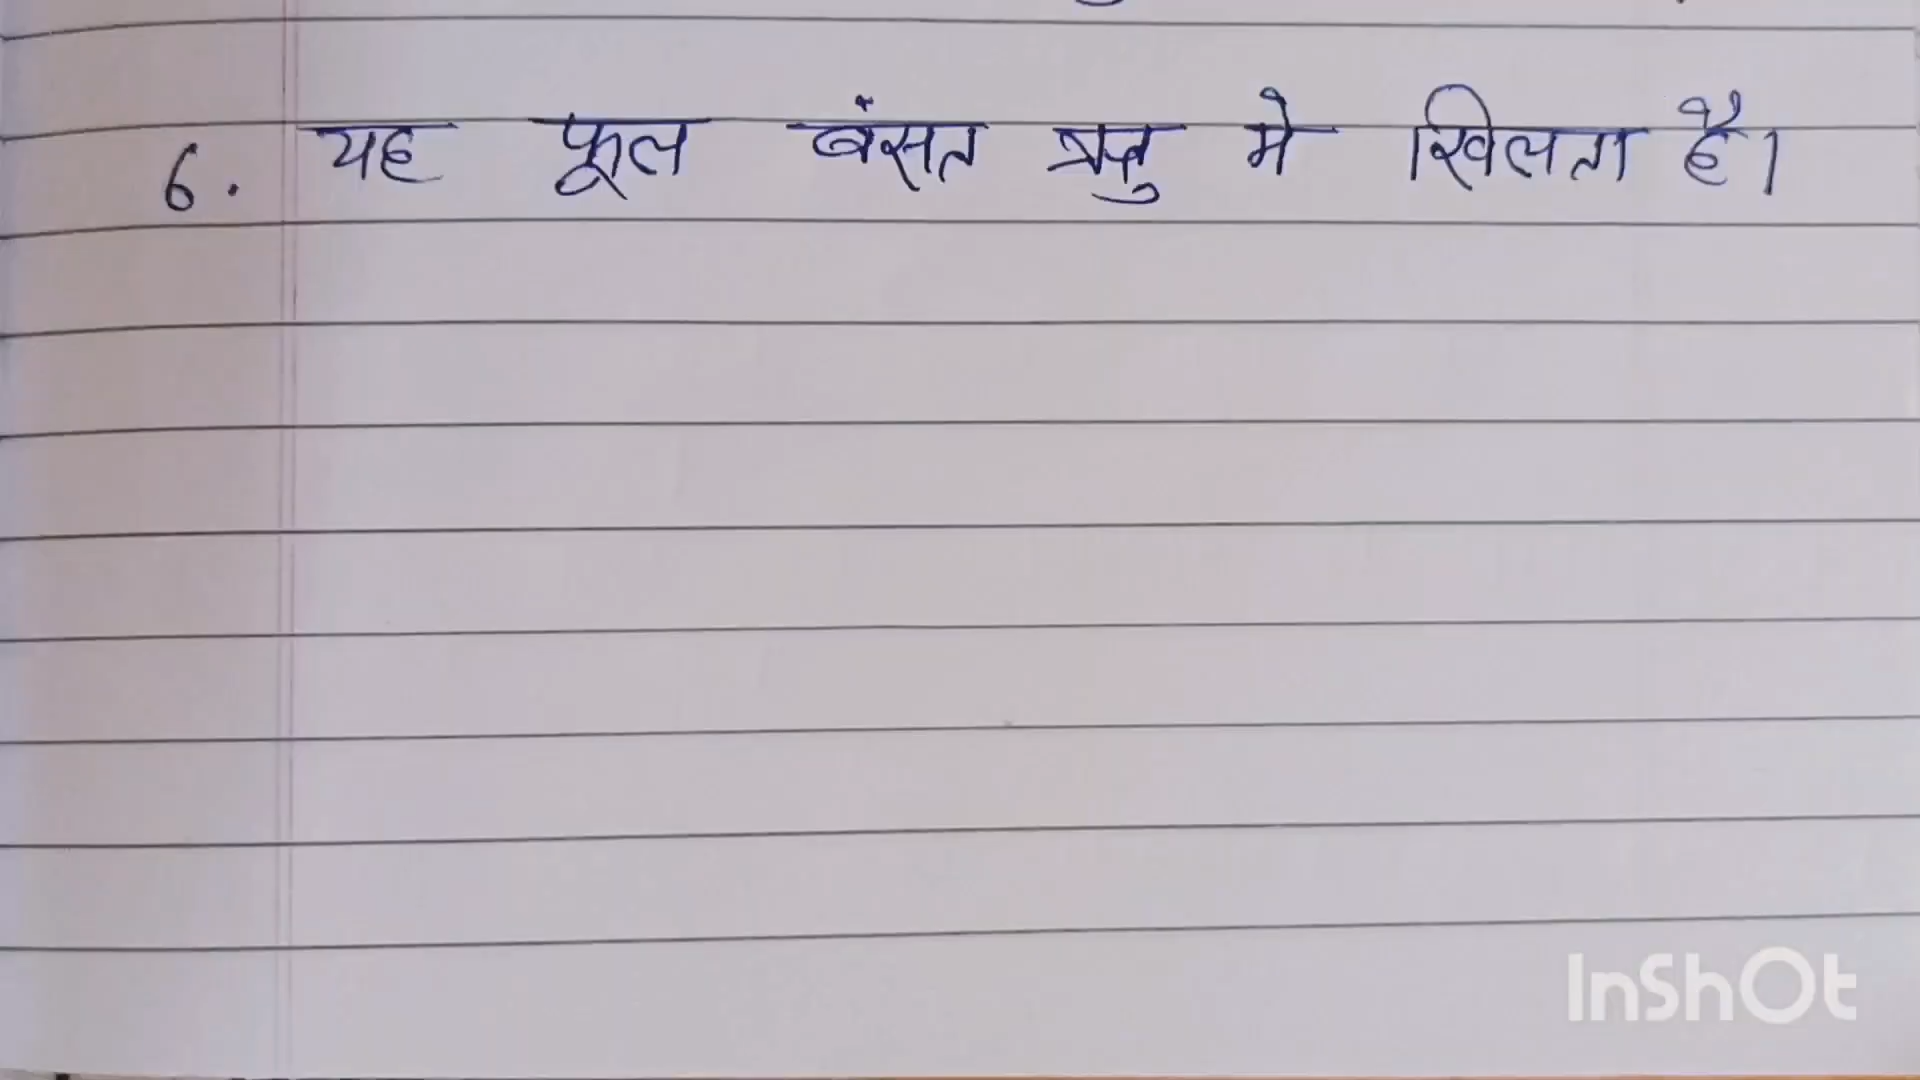 6. यह फूल बंसत ऋतु मे खिलता है।
InShOt